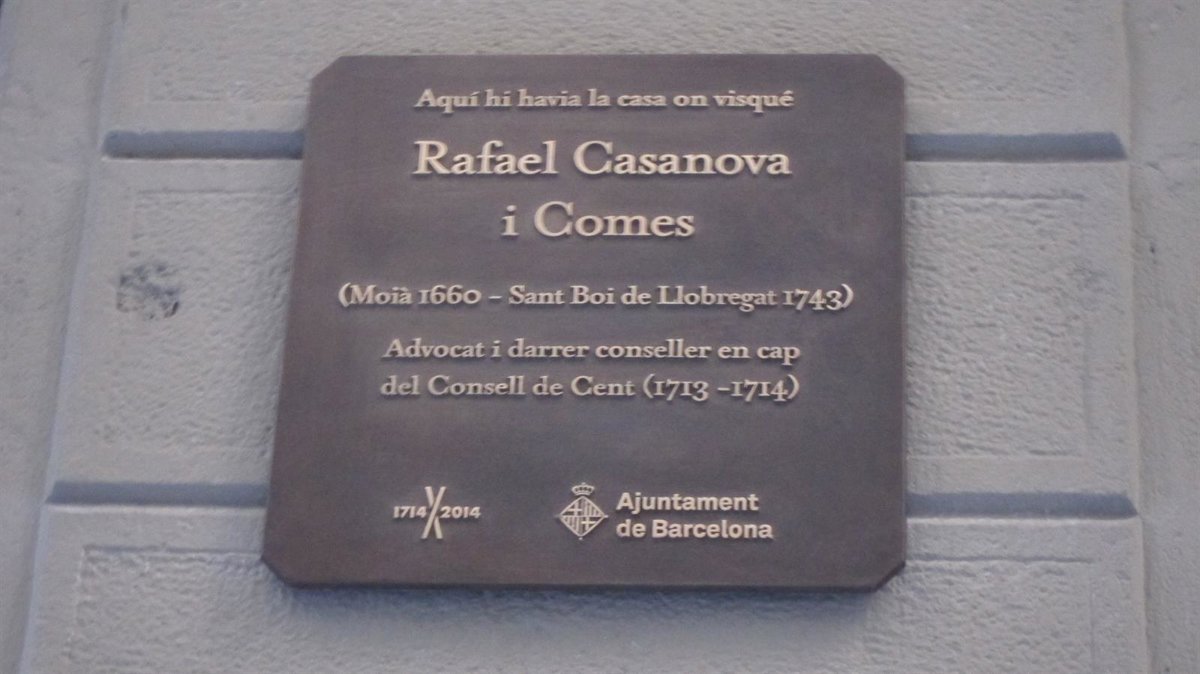 Aquí hi havia la casa on visqué
Rafael Casanova
i Comes
(Moià 1660 - Sant Boi de Llobregat 1743)
Advocat i darrer conseller en cap
del Consell de Cent (1713 -1714)
1714 2014
Ajuntament
de Barcelona